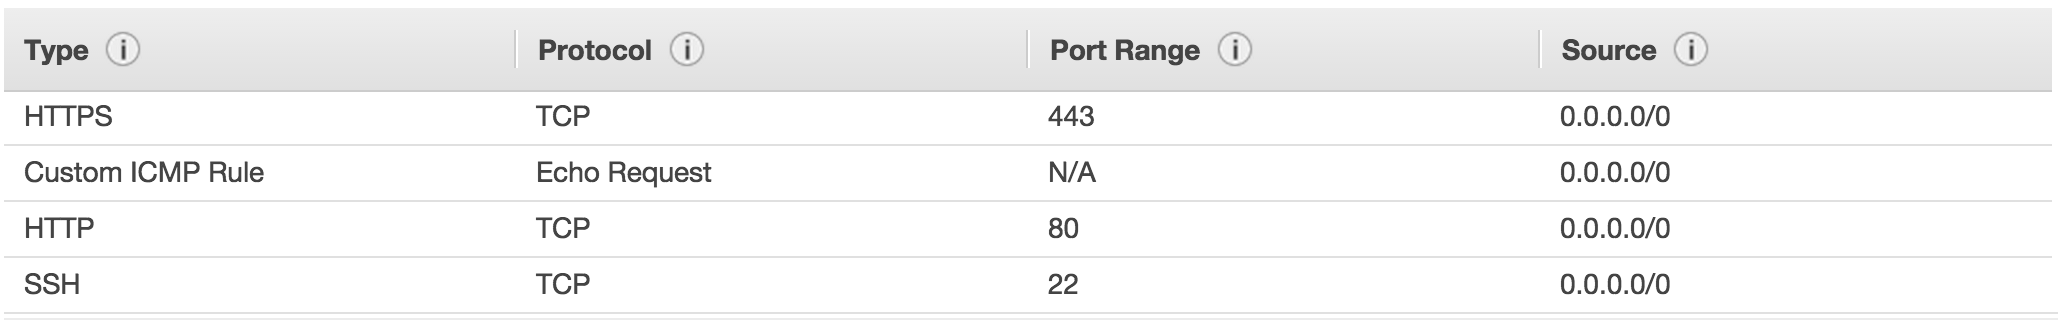 Type i Protocol i Port Range i Source i
HTTPS TCP 443 0.0.0.0/0
Custom ICMP Rule Echo Request N/A 0.0.0.0/0
HTTP TCP 80 0.0.0.0/0
SSH TCP 22 0.0.0.0/0